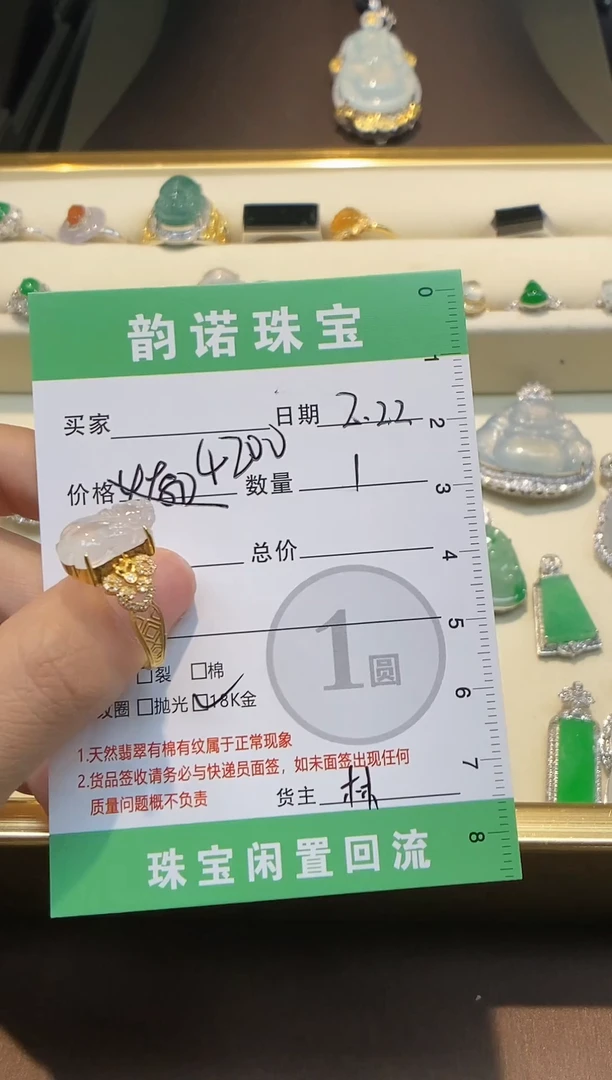 韵诺珠宝
买家 日期 7.22
价格 4200 数量 1
总价
裂 棉
圈 抛光 18K金
1圆
1.天然翡翠有棉有纹属于正常现象
2.货品签收请务必与快递员面签，如未面签出现任何
质量问题概不负责
货主 林
珠宝闲置回流
0
1
2
3
4
5
6
7
8